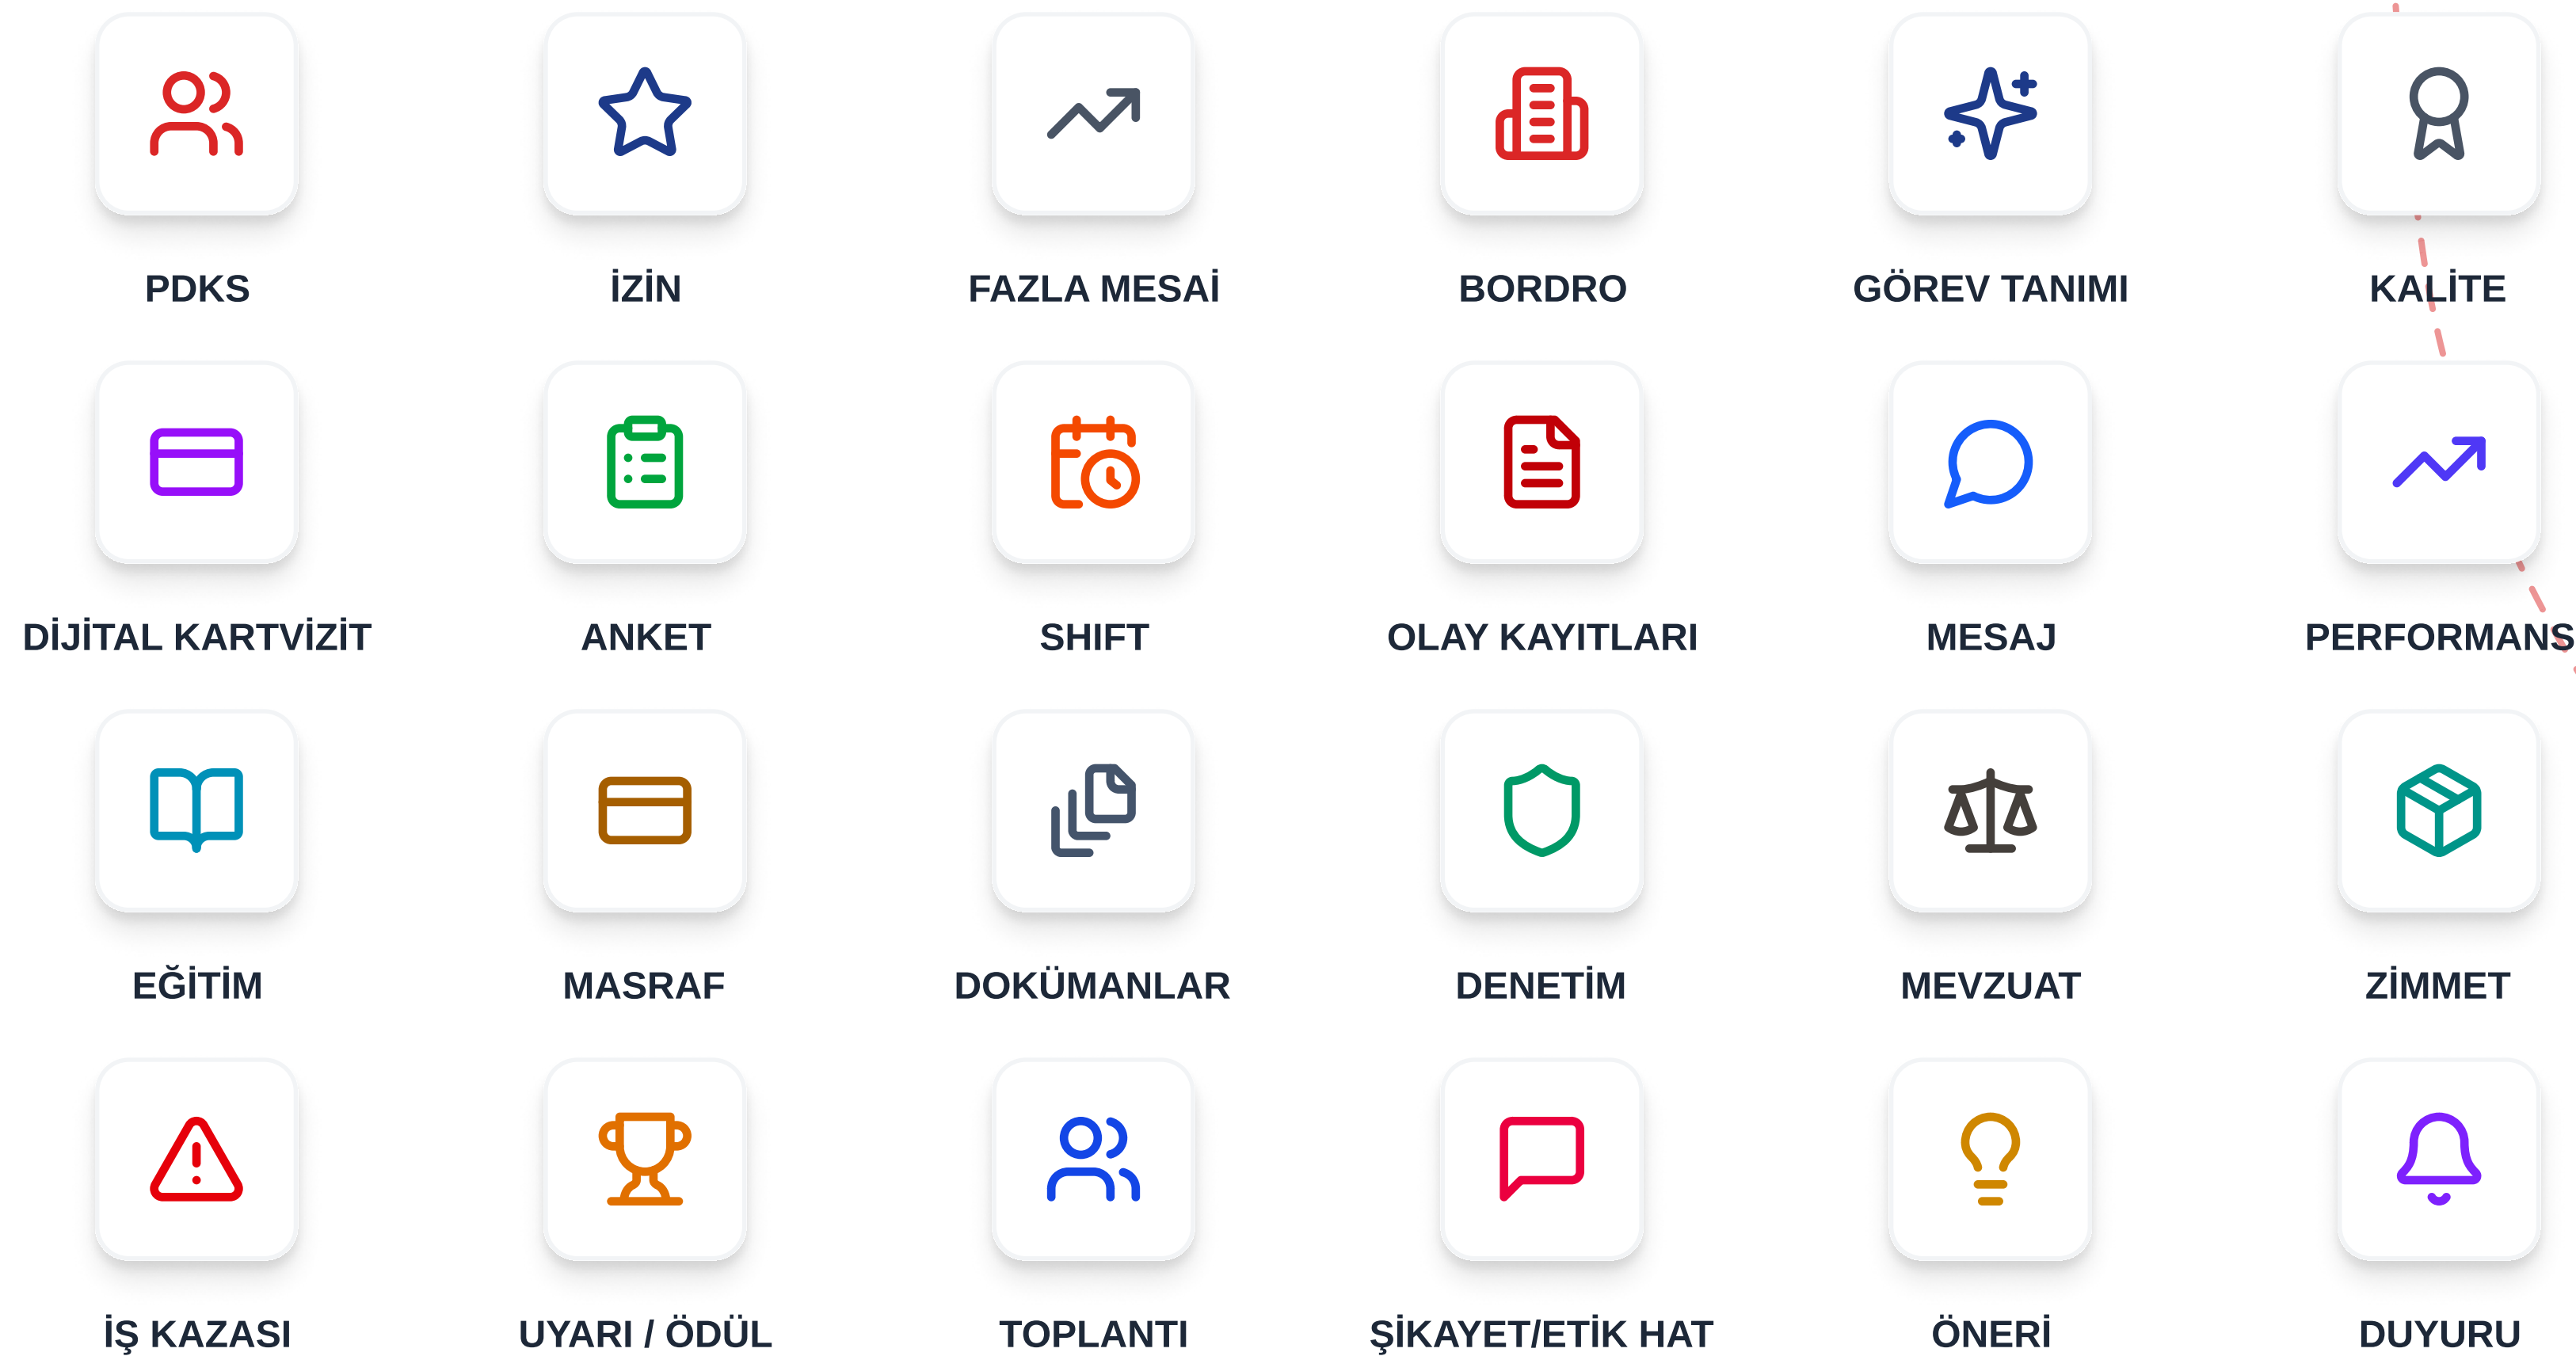 PDKS
İZİN
FAZLA MESAİ
BORDRO
GÖREV TANIMI
KALİTE
DİJİTAL KARTVİZİT
ANKET
SHIFT
OLAY KAYITLARI
MESAJ
PERFORMANS
EĞİTİM
MASRAF
DOKÜMANLAR
DENETİM
MEVZUAT
ZİMMET
İŞ KAZASI
UYARI / ÖDÜL
TOPLANTI
ŞİKAYET/ETİK HAT
ÖNERİ
DUYURU